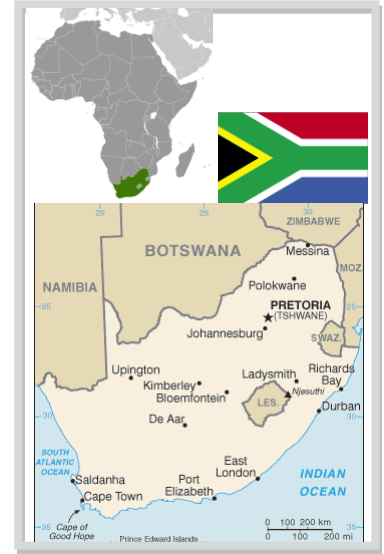 20
25
30
ZIMBABWE
BOTSWANA
Messina
NAMIBIA
Polokwane
MOZ.
25
PRETORIA
25
(TSHWANE)
Johannesburg
SWAZ.
Upington
Ladysmith
Richards
Bay
Kimberley
Njesuthi
Bloemfontein
LES.
30
De Aar
Durban
30
SOUTH
ATLANTIC
OCEAN
East
London
INDIAN
OCEAN
Saldanha
Port
Elizabeth
Cape Town
Cape of
Good Hope
0 100 200 km
0 100 200 mi
35
35
Prince Edward Islands